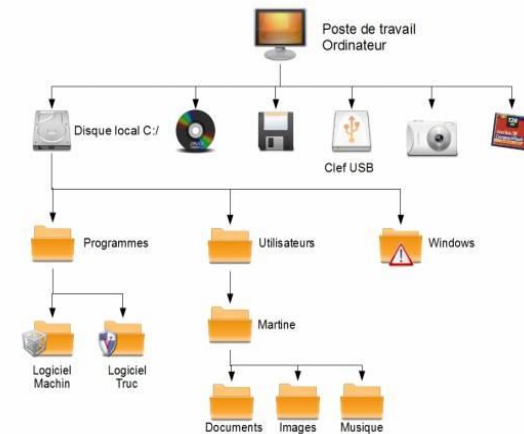 Poste de travail
Ordinateur
Disque local C:/
Clef USB
Programmes
Utilisateurs
Windows
Logiciel
Machin
Logiciel
Truc
Martine
Documents
Images
Musique